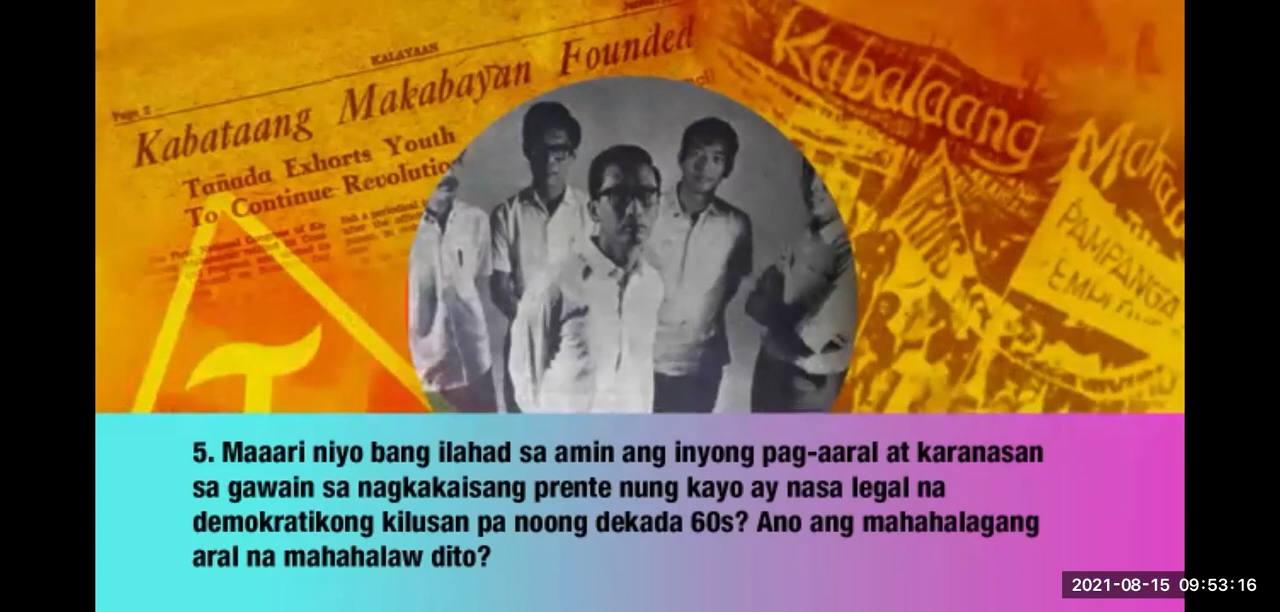 KALAYAAN
Page 2
Kabataang Makabayan Founded
Tañada Exhorts Youth
To Continue Revolution
Kabataang
PAMPANGA
5. Maaari niyo bang ilahad sa amin ang inyong pag-aaral at karanasan
sa gawain sa nagkakaisang prente nung kayo ay nasa legal na
demokratikong kilusan pa noong dekada 60s? Ano ang mahahalagang
aral na mahahalaw dito?
2021-08-15 09:53:16